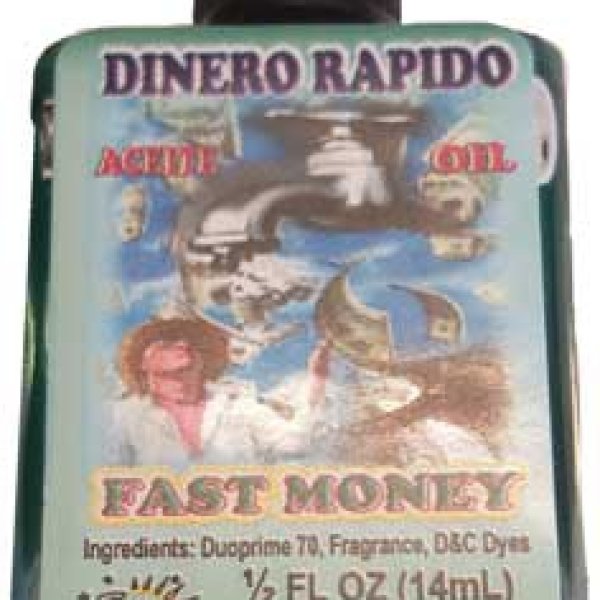 DINERO RAPIDO
ACEITE OIL
FAST MONEY
Ingredients: Duoprime 70, Fragrance, D&C Dyes
½ FL OZ (14mL)